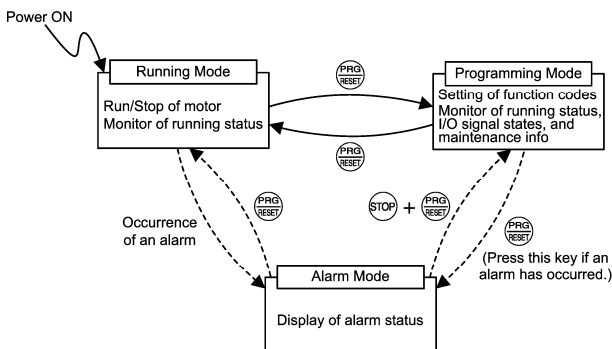 Power ON
Running Mode
Run/Stop of motor
Monitor of running status
PRG
RESET
PRG
RESET
Programming Mode
Setting of function codes
Monitor of running status,
I/O signal states, and
maintenance info
Occurrence
of an alarm
PRG
RESET
STOP + PRG
RESET
PRG
RESET
(Press this key if an
alarm has occurred.)
Alarm Mode
Display of alarm status